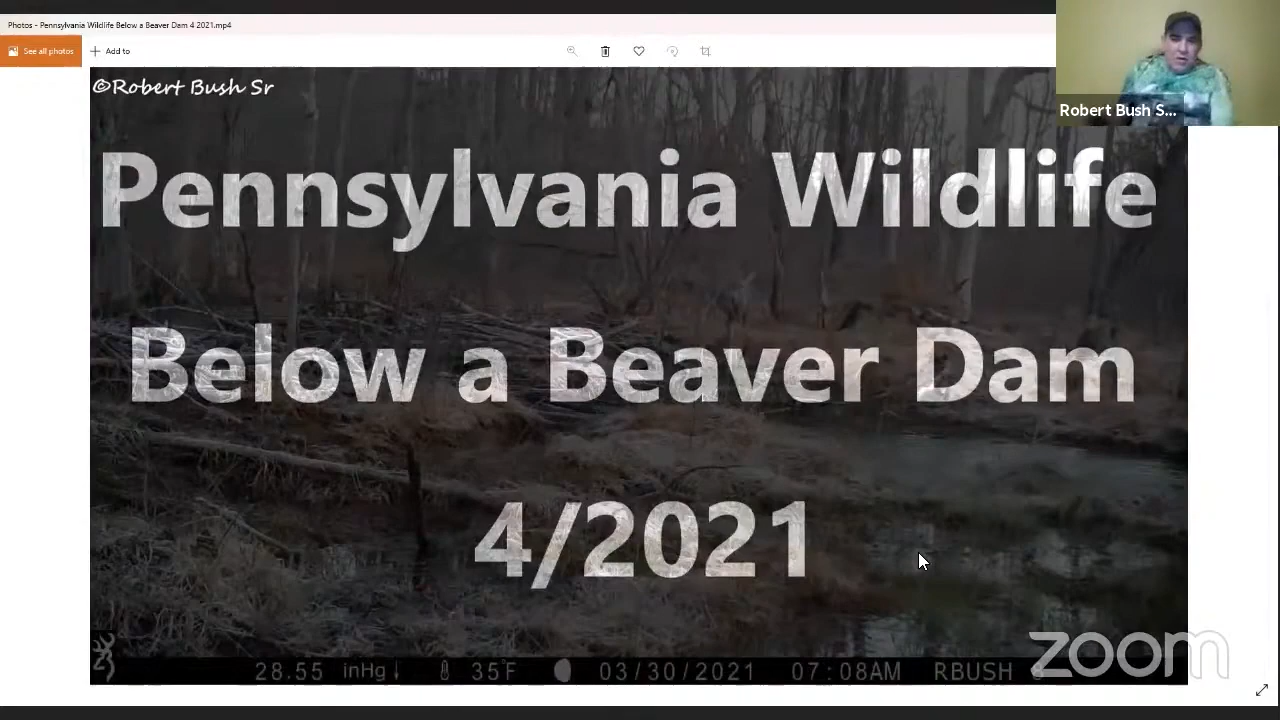 Photos - Pennsylvania Wildlife Below a Beaver Dam 4 2021.mp4
See all photos
Add to
©Robert Bush Sr
Robert Bush S...
Pennsylvania Wildlife
Below a Beaver Dam
4/2021
28.55 inHg↓ 35°F 03/30/2021 07:08AM RBUSH
zoom